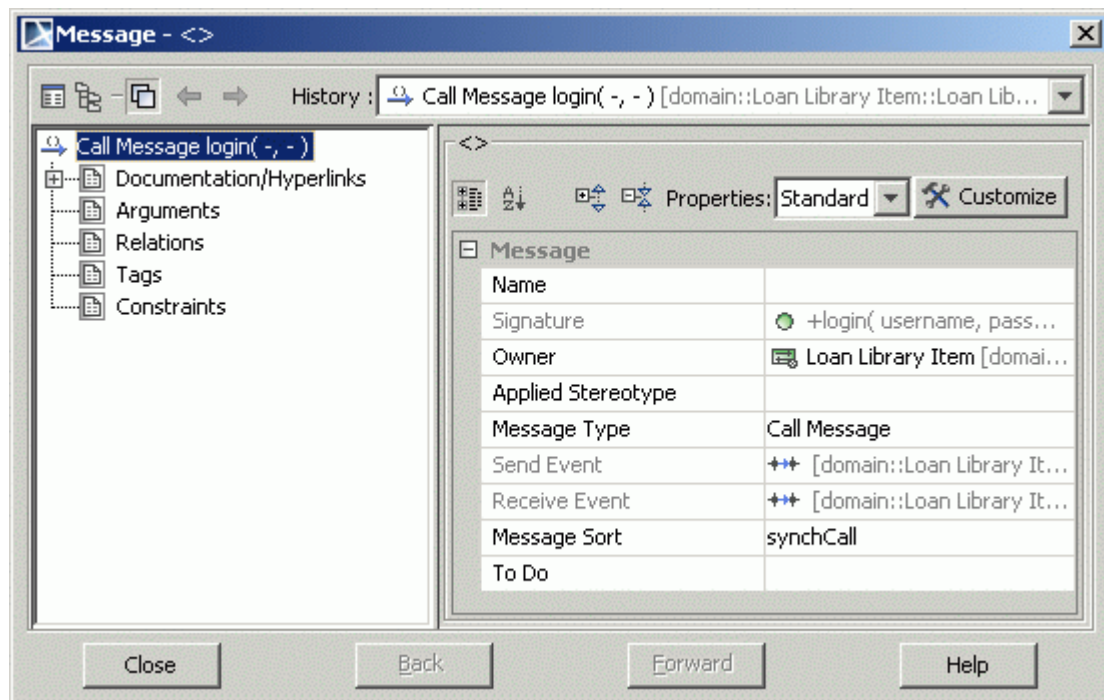 Message - <>
History : Call Message login( -, - ) [domain::Loan Library Item::Loan Lib...
Call Message login( -, - )
Documentation/Hyperlinks
Arguments
Relations
Tags
Constraints
<>
Properties: Standard Customize
Message
Name
Signature +login( username, pass...
Owner Loan Library Item [domai...
Applied Stereotype
Message Type Call Message
Send Event [domain::Loan Library It...
Receive Event [domain::Loan Library It...
Message Sort synchCall
To Do
Close Back Forward Help